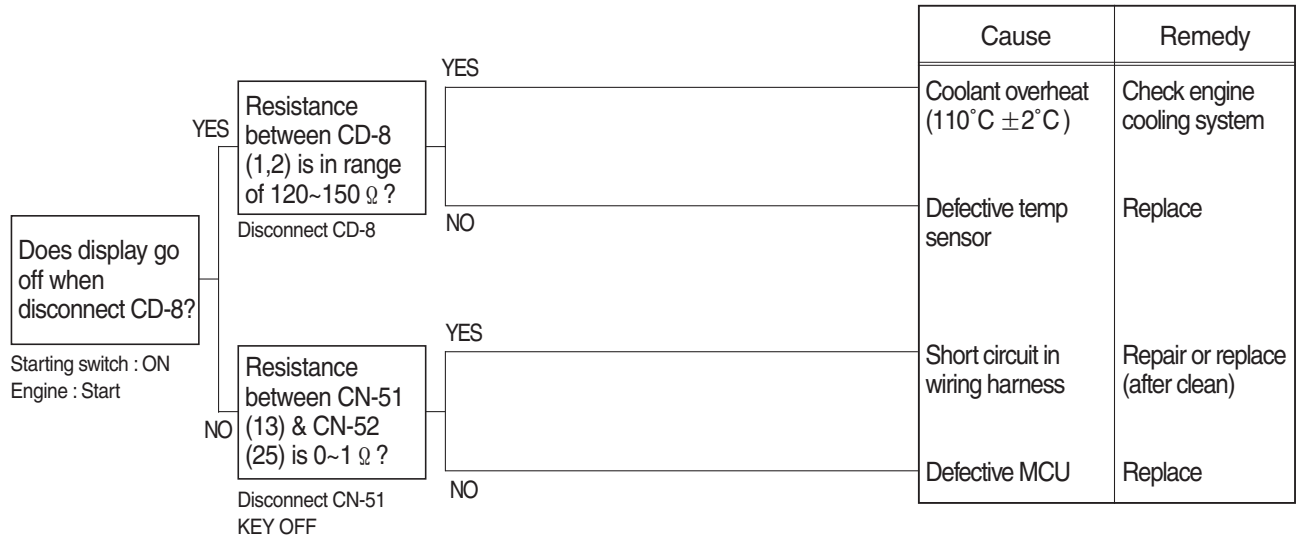 Does display go
off when
disconnect CD-8?
Starting switch : ON
Engine : Start
YES
Resistance
between CD-8
(1,2) is in range
of 120~150 Ω ?
Disconnect CD-8
NO
Resistance
between CN-51
(13) & CN-52
(25) is 0~1 Ω ?
Disconnect CN-51
KEY OFF
YES
NO
YES
NO
Cause
Remedy
Coolant overheat
(110˚C ±2˚C )
Check engine
cooling system
Defective temp
sensor
Replace
Short circuit in
wiring harness
Repair or replace
(after clean)
Defective MCU
Replace